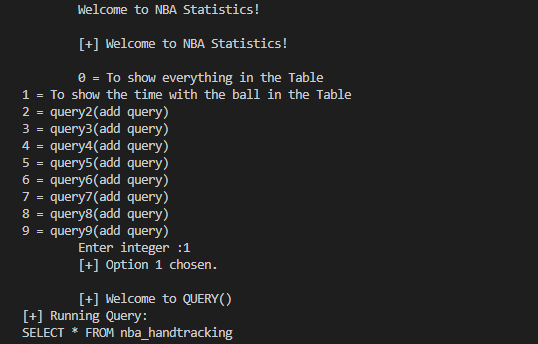 Welcome to NBA Statistics!
[+] Welcome to NBA Statistics!
0 = To show everything in the Table
1 = To show the time with the ball in the Table
2 = query2(add query)
3 = query3(add query)
4 = query4(add query)
5 = query5(add query)
6 = query6(add query)
7 = query7(add query)
8 = query8(add query)
9 = query9(add query)
Enter integer :1
[+] Option 1 chosen.
[+] Welcome to QUERY()
[+] Running Query:
SELECT * FROM nba_handtracking